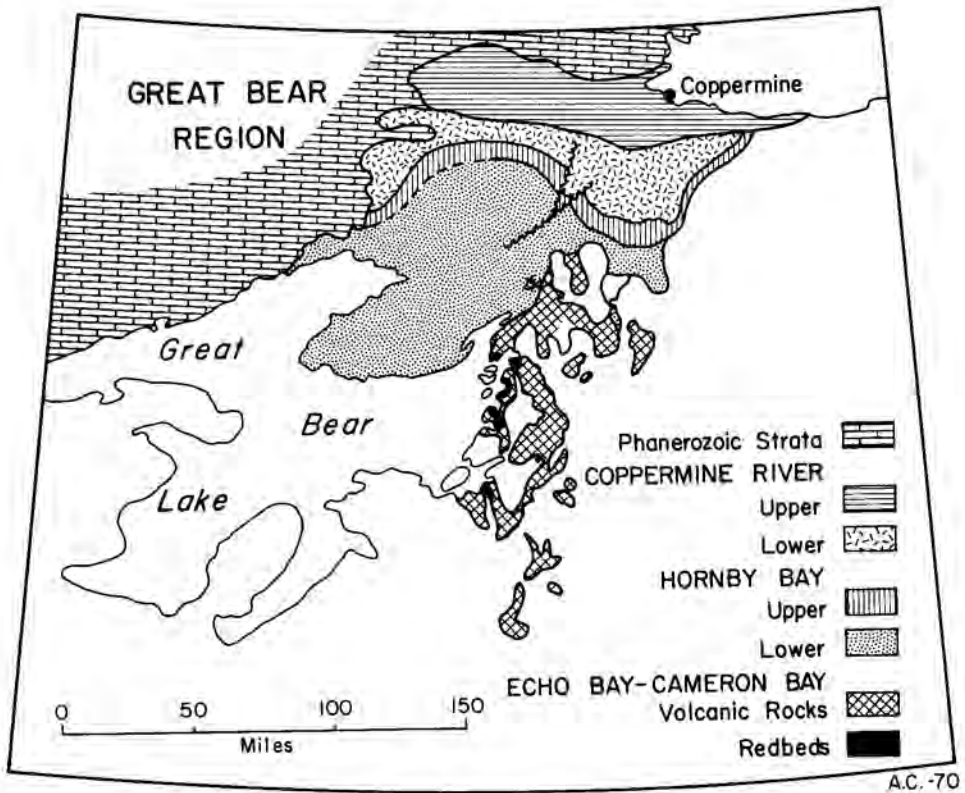 GREAT BEAR
REGION
Coppermine
Great
Bear
Lake
Phanerozoic Strata
COPPERMINE RIVER
Upper
Lower
HORNBY BAY
Upper
Lower
ECHO BAY-CAMERON BAY
Volcanic Rocks
Redbeds
0 50 100 150
Miles
A.C.-70